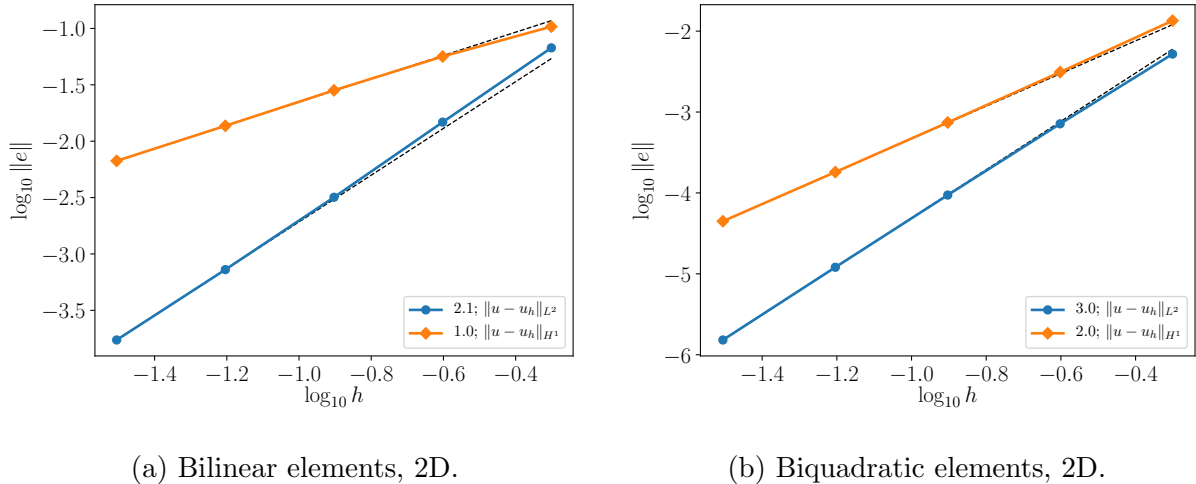 −1.0
−1.5
−2.0
−2.5
−3.0
−3.5
log₁₀ ‖e‖
−1.4 −1.2 −1.0 −0.8 −0.6 −0.4
log₁₀ h
2.1; ‖u − uₕ‖_{L²}
1.0; ‖u − uₕ‖_{H¹}
(a) Bilinear elements, 2D.
−2
−3
−4
−5
−6
log₁₀ ‖e‖
−1.4 −1.2 −1.0 −0.8 −0.6 −0.4
log₁₀ h
3.0; ‖u − uₕ‖_{L²}
2.0; ‖u − uₕ‖_{H¹}
(b) Biquadratic elements, 2D.